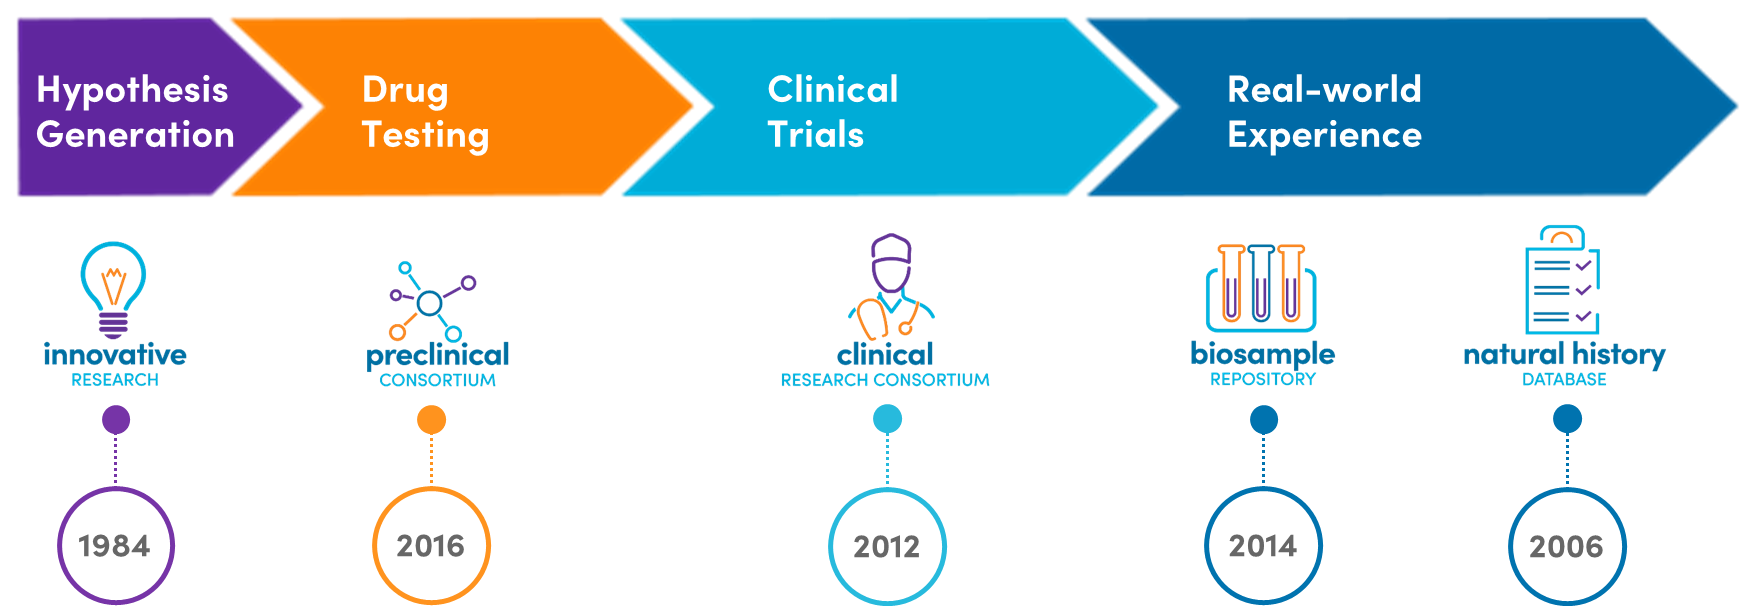 Hypothesis
Generation
Drug
Testing
Clinical
Trials
Real-world
Experience
innovative
RESEARCH
preclinical
CONSORTIUM
clinical
RESEARCH CONSORTIUM
biosample
REPOSITORY
natural history
DATABASE
1984
2016
2012
2014
2006